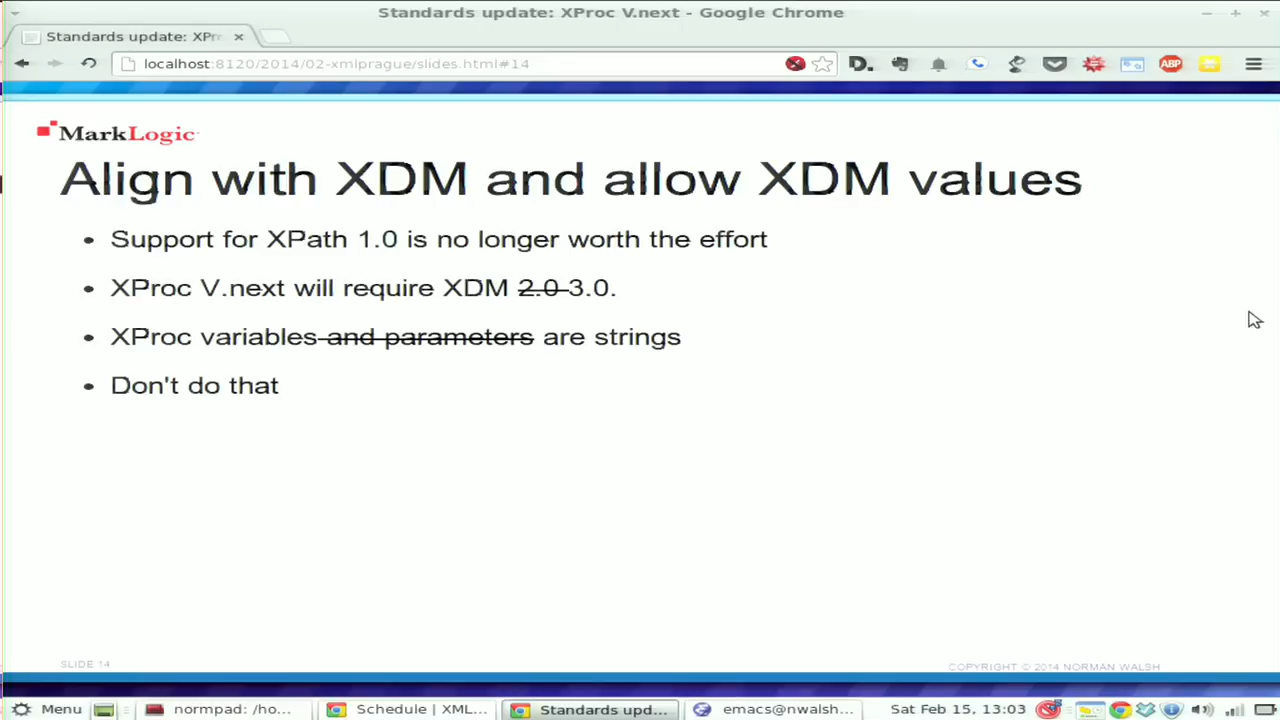 Standards update: XProc V.next - Google Chrome
Standards update: XPr
localhost:8120/2014/02-xmlprague/slides.html#14
D.
ABP
MarkLogic
Align with XDM and allow XDM values
• Support for XPath 1.0 is no longer worth the effort
• XProc V.next will require XDM 2.0 3.0.
• XProc variables and parameters are strings
• Don't do that
SLIDE 14
COPYRIGHT © 2014 NORMAN WALSH
Menu normpad: /ho... Schedule | XML... Standards upd... emacs@nwalsh... Sat Feb 15, 13:03